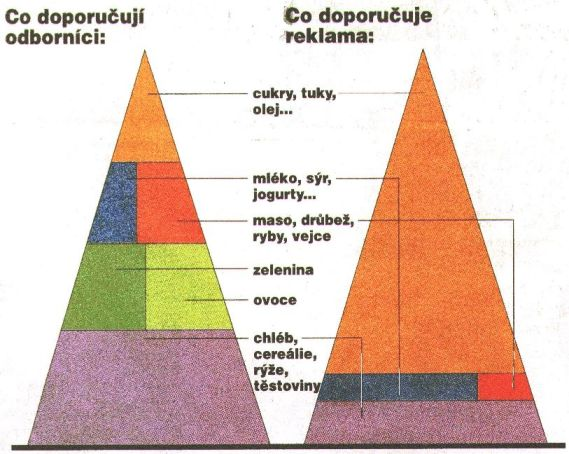 Co doporučují
odborníci:
Co doporučuje
reklama:
cukry, tuky,
olej...
mléko, sýr,
jogurty...
maso, drůbež,
ryby, vejce
zelenina
ovoce
chléb,
cereálie,
rýže,
těstoviny